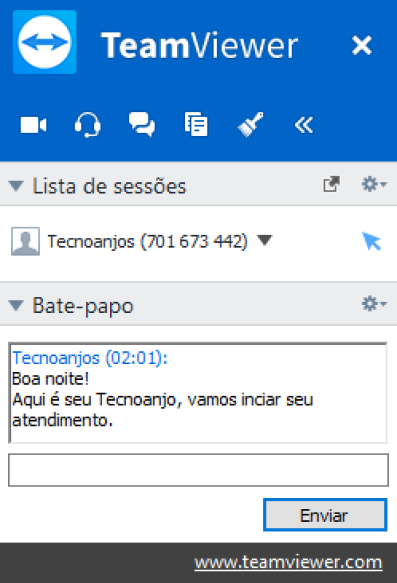 TeamViewer
Lista de sessões
Tecnoanjos (701 673 442)
Bate-papo
Tecnoanjos (02:01):
Boa noite!
Aqui é seu Tecnoanjo, vamos inciar seu
atendimento.
Enviar
www.teamviewer.com